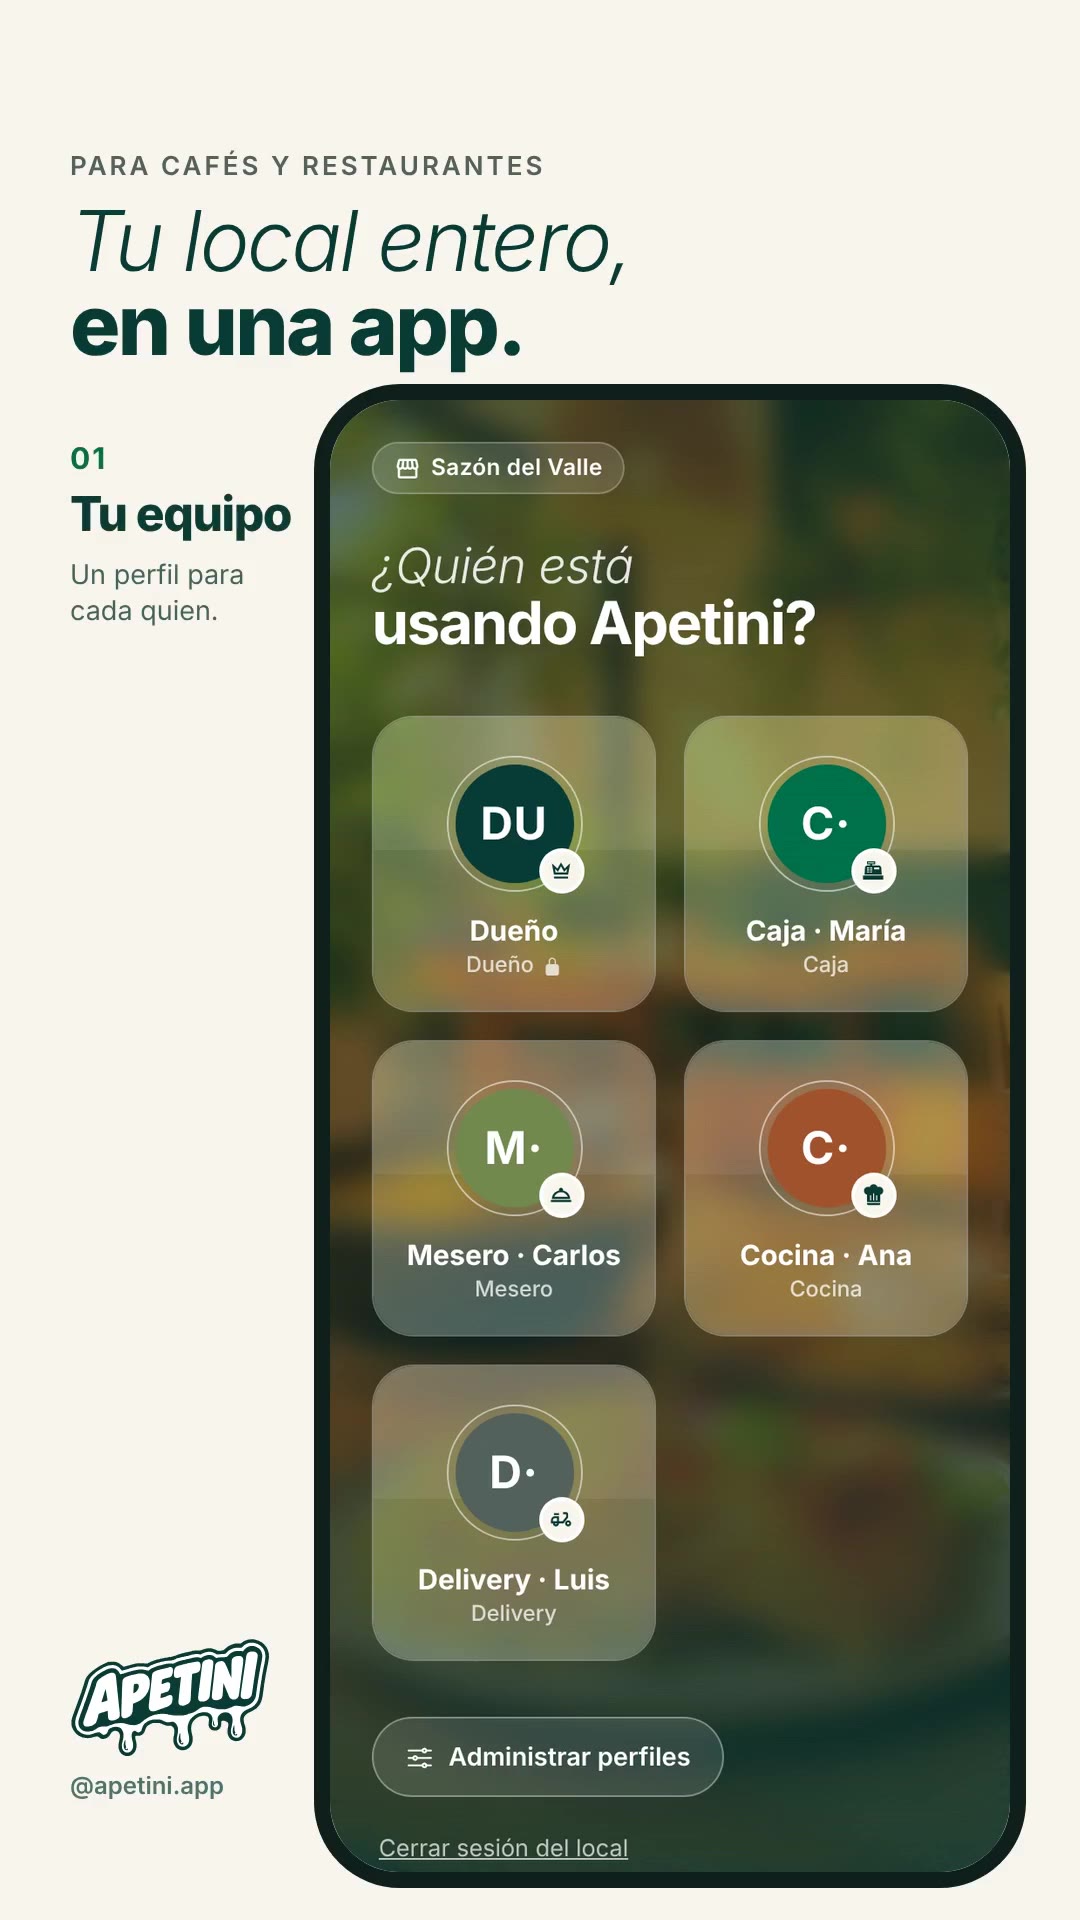 PARA CAFÉS Y RESTAURANTES
Tu local entero,
en una app.
01
Tu equipo
Un perfil para
cada quien.
Sazón del Valle
¿Quién está
usando Apetini?
DU
Dueño
Dueño
C·
Caja · María
Caja
M·
Mesero · Carlos
Mesero
C·
Cocina · Ana
Cocina
D·
Delivery · Luis
Delivery
Administrar perfiles
Cerrar sesión del local
APETINI
@apetini.app